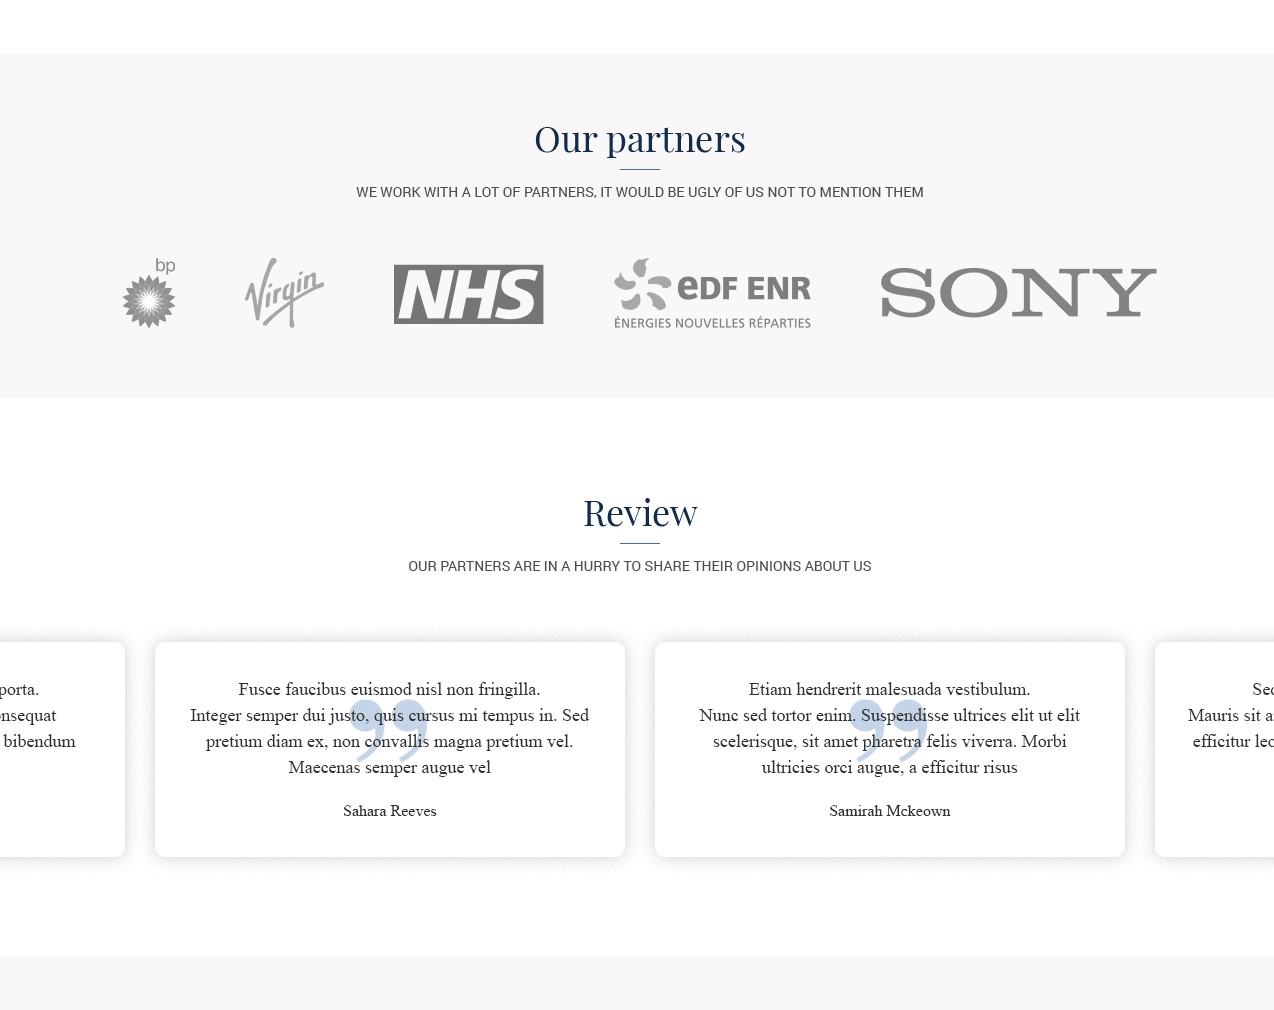 Our partners
WE WORK WITH A LOT OF PARTNERS, IT WOULD BE UGLY OF US NOT TO MENTION THEM
bp
Virgin
NHS
eDF ENR
ÉNERGIES NOUVELLES RÉPARTIES
SONY
Review
OUR PARTNERS ARE IN A HURRY TO SHARE THEIR OPINIONS ABOUT US
porta.
bibendum
Fusce faucibus euismod nisl non fringilla.
Integer semper dui justo, quis cursus mi tempus in. Sed
pretium diam ex, non convallis magna pretium vel.
Maecenas semper augue vel
Sahara Reeves
Etiam hendrerit malesuada vestibulum.
Nunc sed tortor enim. Suspendisse ultrices elit ut elit
scelerisque, sit amet pharetra felis viverra. Morbi
ultricies orci augue, a efficitur risus
Samirah Mckeown
Mauris sit
efficitur